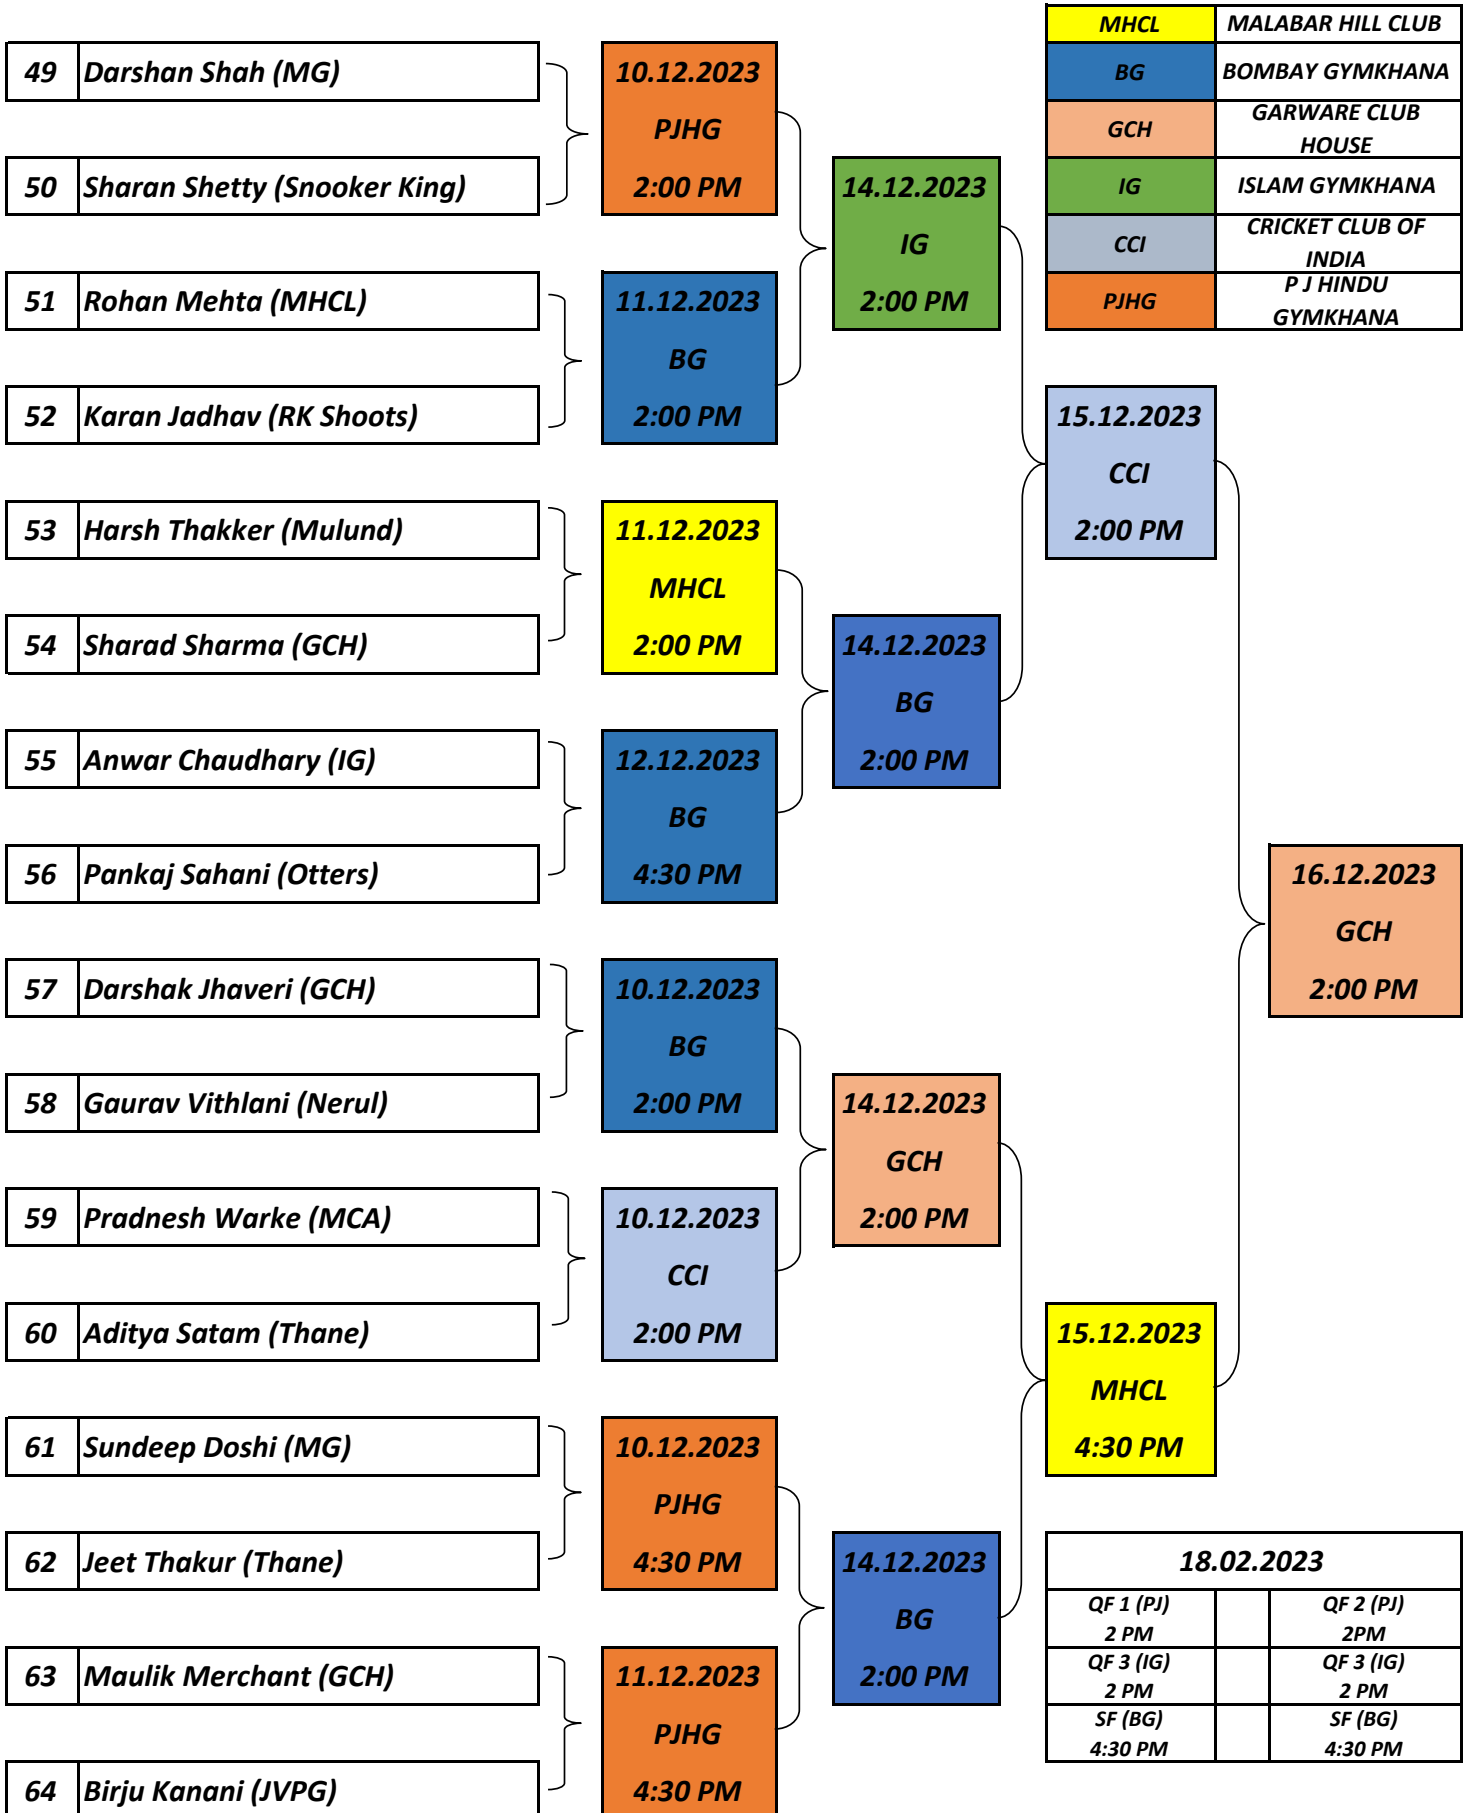 MHCL MALABAR HILL CLUB
BG BOMBAY GYMKHANA
GCH GARWARE CLUB
HOUSE
IG ISLAM GYMKHANA
CCI CRICKET CLUB OF
INDIA
PJHG P J HINDU
GYMKHANA
49 Darshan Shah (MG)
50 Sharan Shetty (Snooker King)
10.12.2023
PJHG
2:00 PM
51 Rohan Mehta (MHCL)
52 Karan Jadhav (RK Shoots)
11.12.2023
BG
2:00 PM
14.12.2023
IG
2:00 PM
53 Harsh Thakker (Mulund)
54 Sharad Sharma (GCH)
11.12.2023
MHCL
2:00 PM
55 Anwar Chaudhary (IG)
56 Pankaj Sahani (Otters)
12.12.2023
BG
4:30 PM
14.12.2023
BG
2:00 PM
15.12.2023
CCI
2:00 PM
57 Darshak Jhaveri (GCH)
58 Gaurav Vithlani (Nerul)
10.12.2023
BG
2:00 PM
59 Pradnesh Warke (MCA)
60 Aditya Satam (Thane)
10.12.2023
CCI
2:00 PM
14.12.2023
GCH
2:00 PM
61 Sundeep Doshi (MG)
62 Jeet Thakur (Thane)
10.12.2023
PJHG
4:30 PM
63 Maulik Merchant (GCH)
64 Birju Kanani (JVPG)
11.12.2023
PJHG
4:30 PM
14.12.2023
BG
2:00 PM
15.12.2023
MHCL
4:30 PM
16.12.2023
GCH
2:00 PM
18.02.2023
QF 1 (PJ) QF 2 (PJ)
2 PM 2PM
QF 3 (IG) QF 3 (IG)
2 PM 2 PM
SF (BG) SF (BG)
4:30 PM 4:30 PM